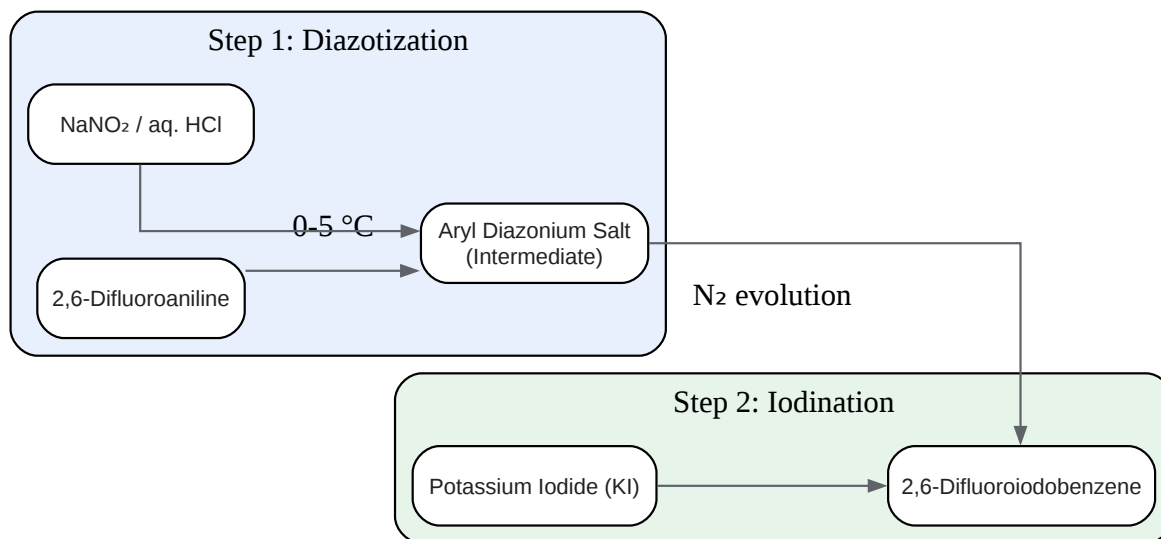 Step 1: Diazotization
NaNO₂ / aq. HCl
0-5 °C
Aryl Diazonium Salt
(Intermediate)
2,6-Difluoroaniline
N₂ evolution
Step 2: Iodination
Potassium Iodide (KI)
2,6-Difluoroiodobenzene